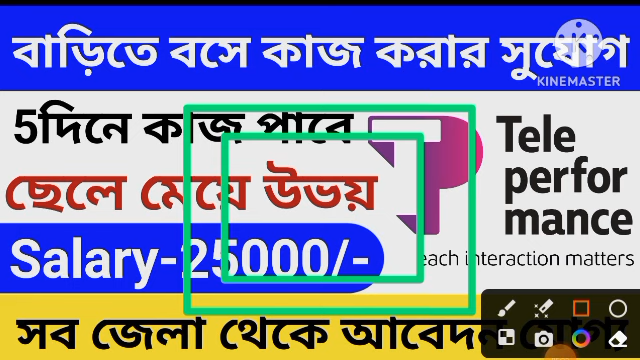 বাড়িতে বসে কাজ করার সুযোগ
KINEMASTER
5দিনে কাজ পাবে
ছেলে মেয়ে উভয়
Salary-25000/-
Tele
perfor
mance
each interaction matters
সব জেলা থেকে আবেদন